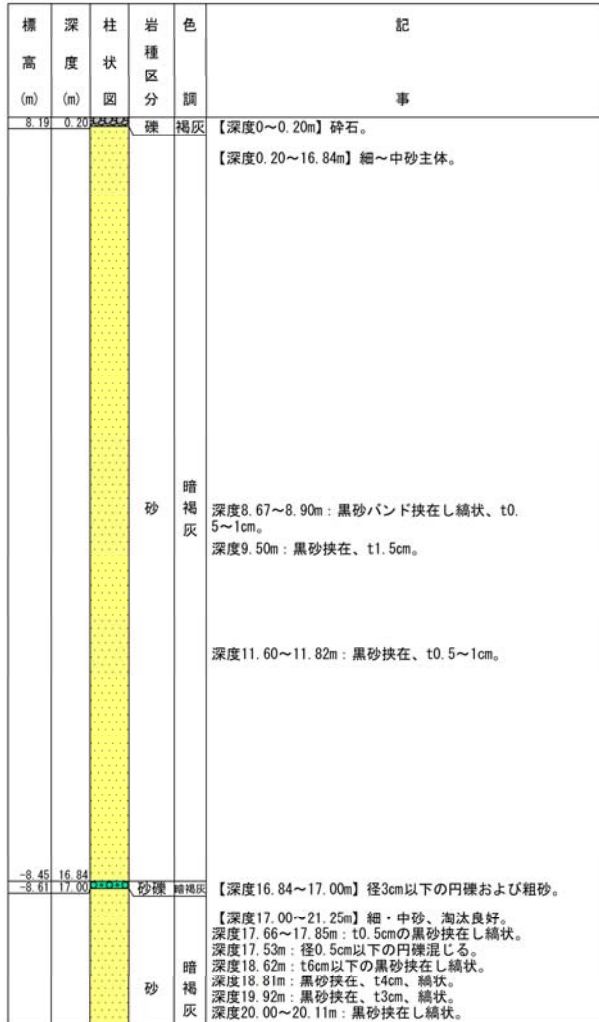 標高(m) 深度(m) 柱状図 岩種区分 色調 記事
8.19 0.20 礫 褐灰 【深度0～0.20m】砕石。
【深度0.20～16.84m】細～中砂主体。
砂 暗褐灰
深度8.67～8.90m：黒砂バンド挟在し縞状、t0.
5～1cm。
深度9.50m：黒砂挟在、t1.5cm。
深度11.60～11.82m：黒砂挟在、t0.5～1cm。
-8.45 16.84
-8.61 17.00 砂礫 暗褐灰 【深度16.84～17.00m】径3cm以下の円礫および粗砂。
【深度17.00～21.25m】細・中砂、淘汰良好。
深度17.66～17.85m：t0.5cmの黒砂挟在し縞状。
深度17.53m：径0.5cm以下の円礫混じる。
深度18.62m：t6cm以下の黒砂挟在し縞状。
深度18.81m：黒砂挟在、t4cm、縞状。
深度19.92m：黒砂挟在、t3cm、縞状。
深度20.00～20.11m：黒砂挟在し縞状。
砂 暗褐灰